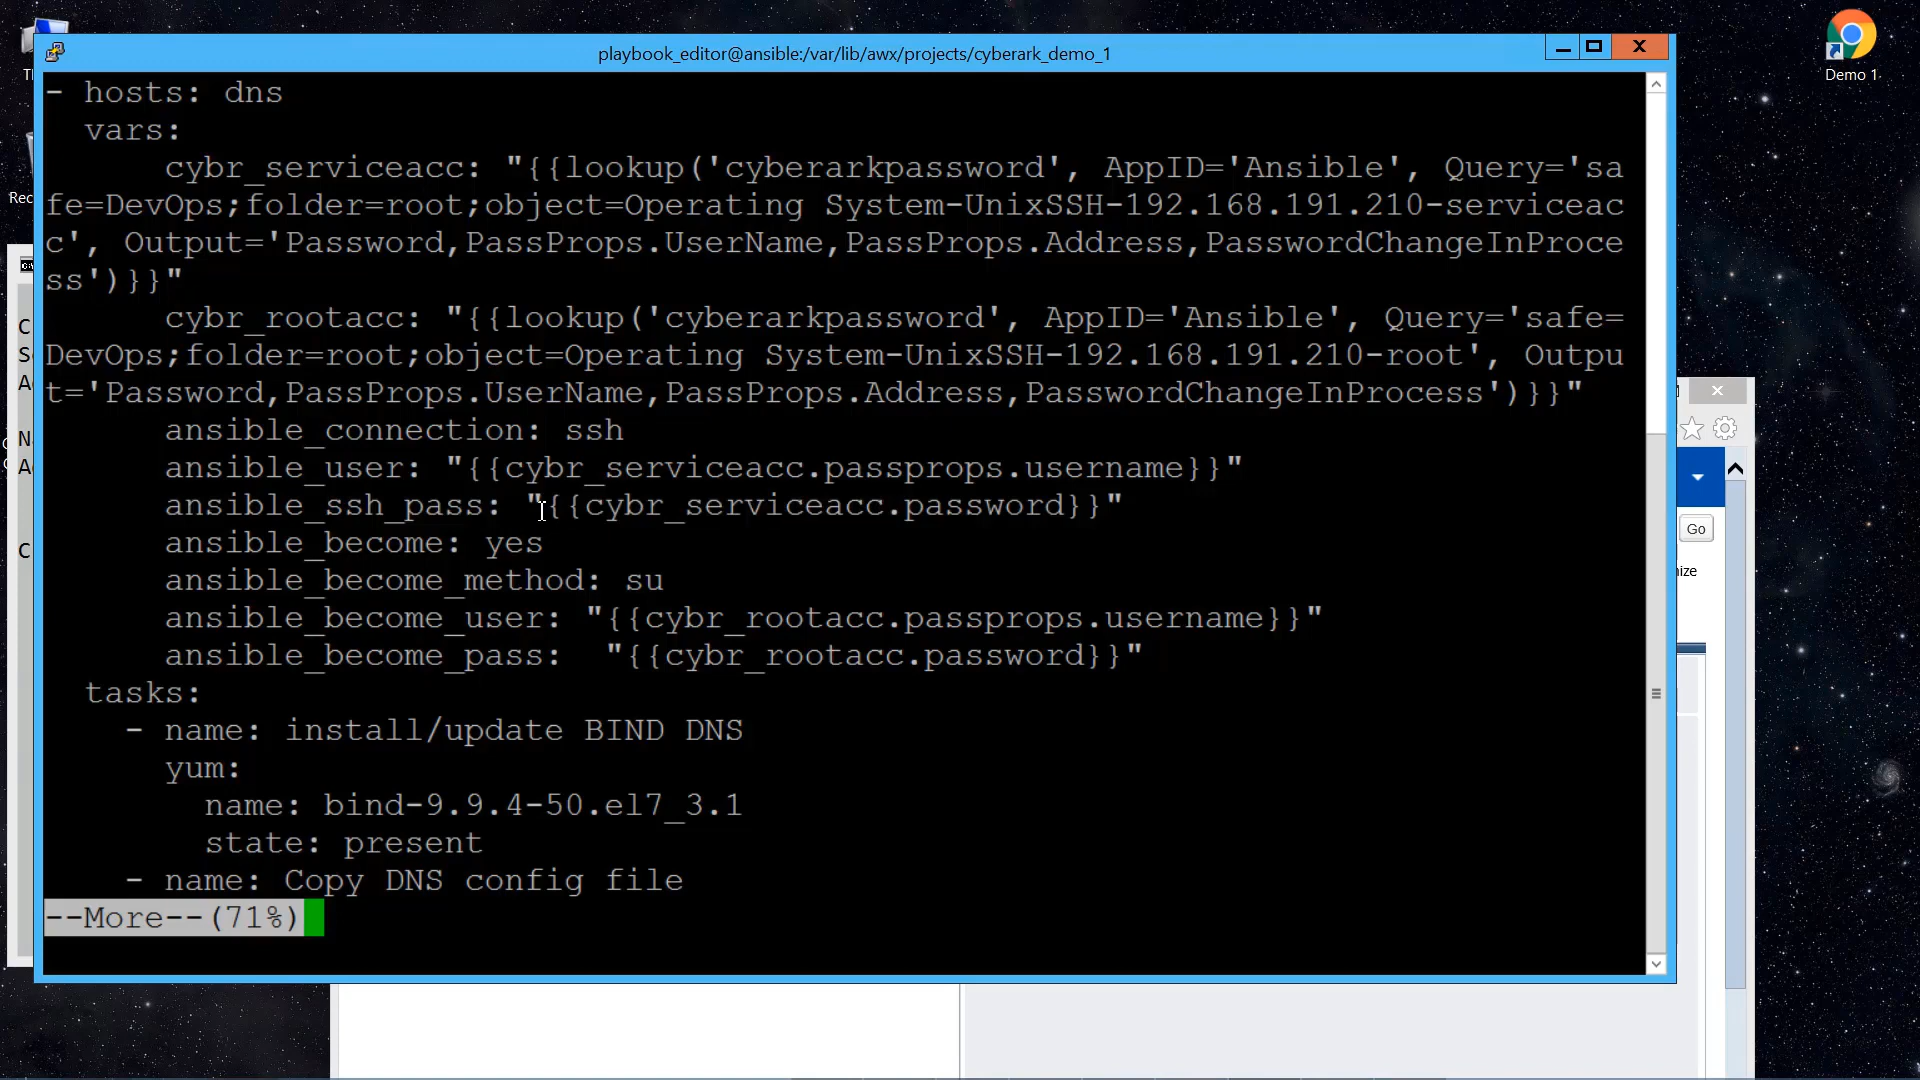 playbook_editor@ansible:/var/lib/awx/projects/cyberark_demo_1
Demo 1
- hosts: dns
  vars:
      cybr_serviceacc: "{{lookup('cyberarkpassword', AppID='Ansible', Query='sa
fe=DevOps;folder=root;object=Operating System-UnixSSH-192.168.191.210-serviceac
c', Output='Password,PassProps.UserName,PassProps.Address,PasswordChangeInProce
ss')}}"
      cybr_rootacc: "{{lookup('cyberarkpassword', AppID='Ansible', Query='safe=
DevOps;folder=root;object=Operating System-UnixSSH-192.168.191.210-root', Outpu
t='Password,PassProps.UserName,PassProps.Address,PasswordChangeInProcess')}}"
      ansible_connection: ssh
      ansible_user: "{{cybr_serviceacc.passprops.username}}"
      ansible_ssh_pass: "{{cybr_serviceacc.password}}"
      ansible_become: yes
      ansible_become_method: su
      ansible_become_user: "{{cybr_rootacc.passprops.username}}"
      ansible_become_pass:  "{{cybr_rootacc.password}}"
  tasks:
    - name: install/update BIND DNS
      yum:
        name: bind-9.9.4-50.el7_3.1
        state: present
    - name: Copy DNS config file
--More--(71%)
Go